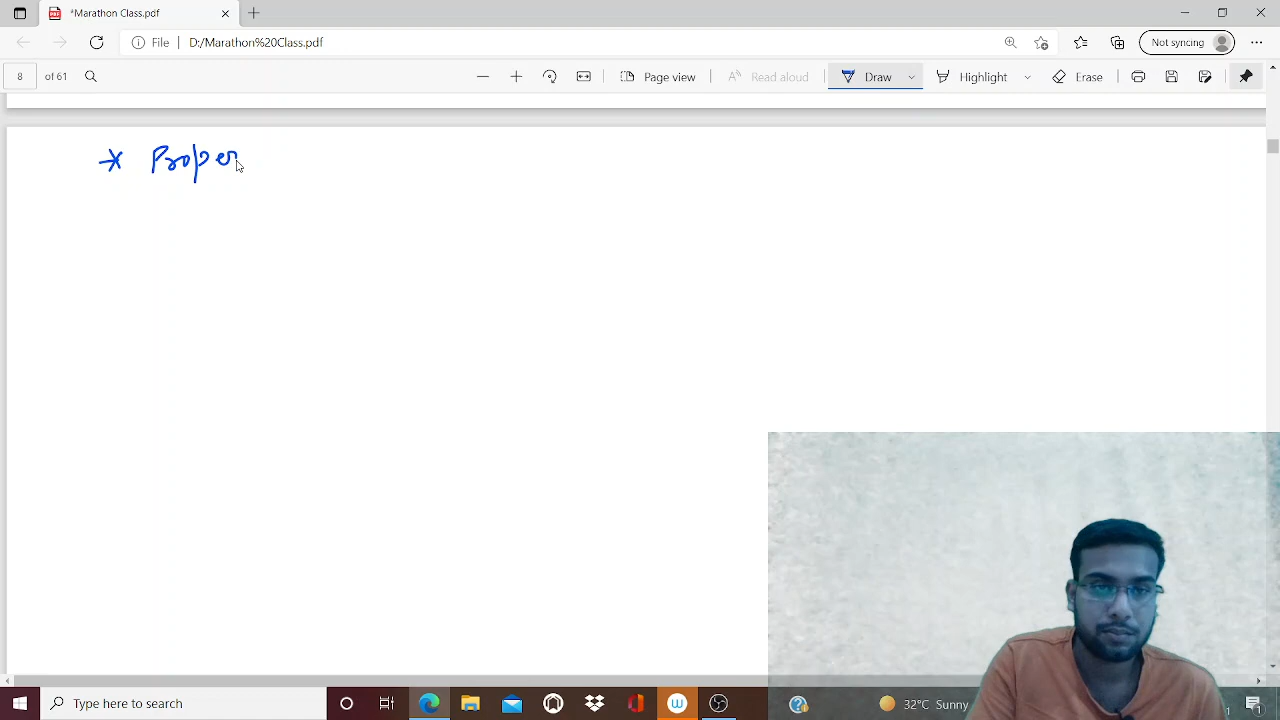 *Marathon Class.pdf
File
D:/Marathon%20Class.pdf
Not syncing
8 of 61
Page view
Read aloud
Draw
Highlight
Erase
* Proper
Type here to search
32°C Sunny
1